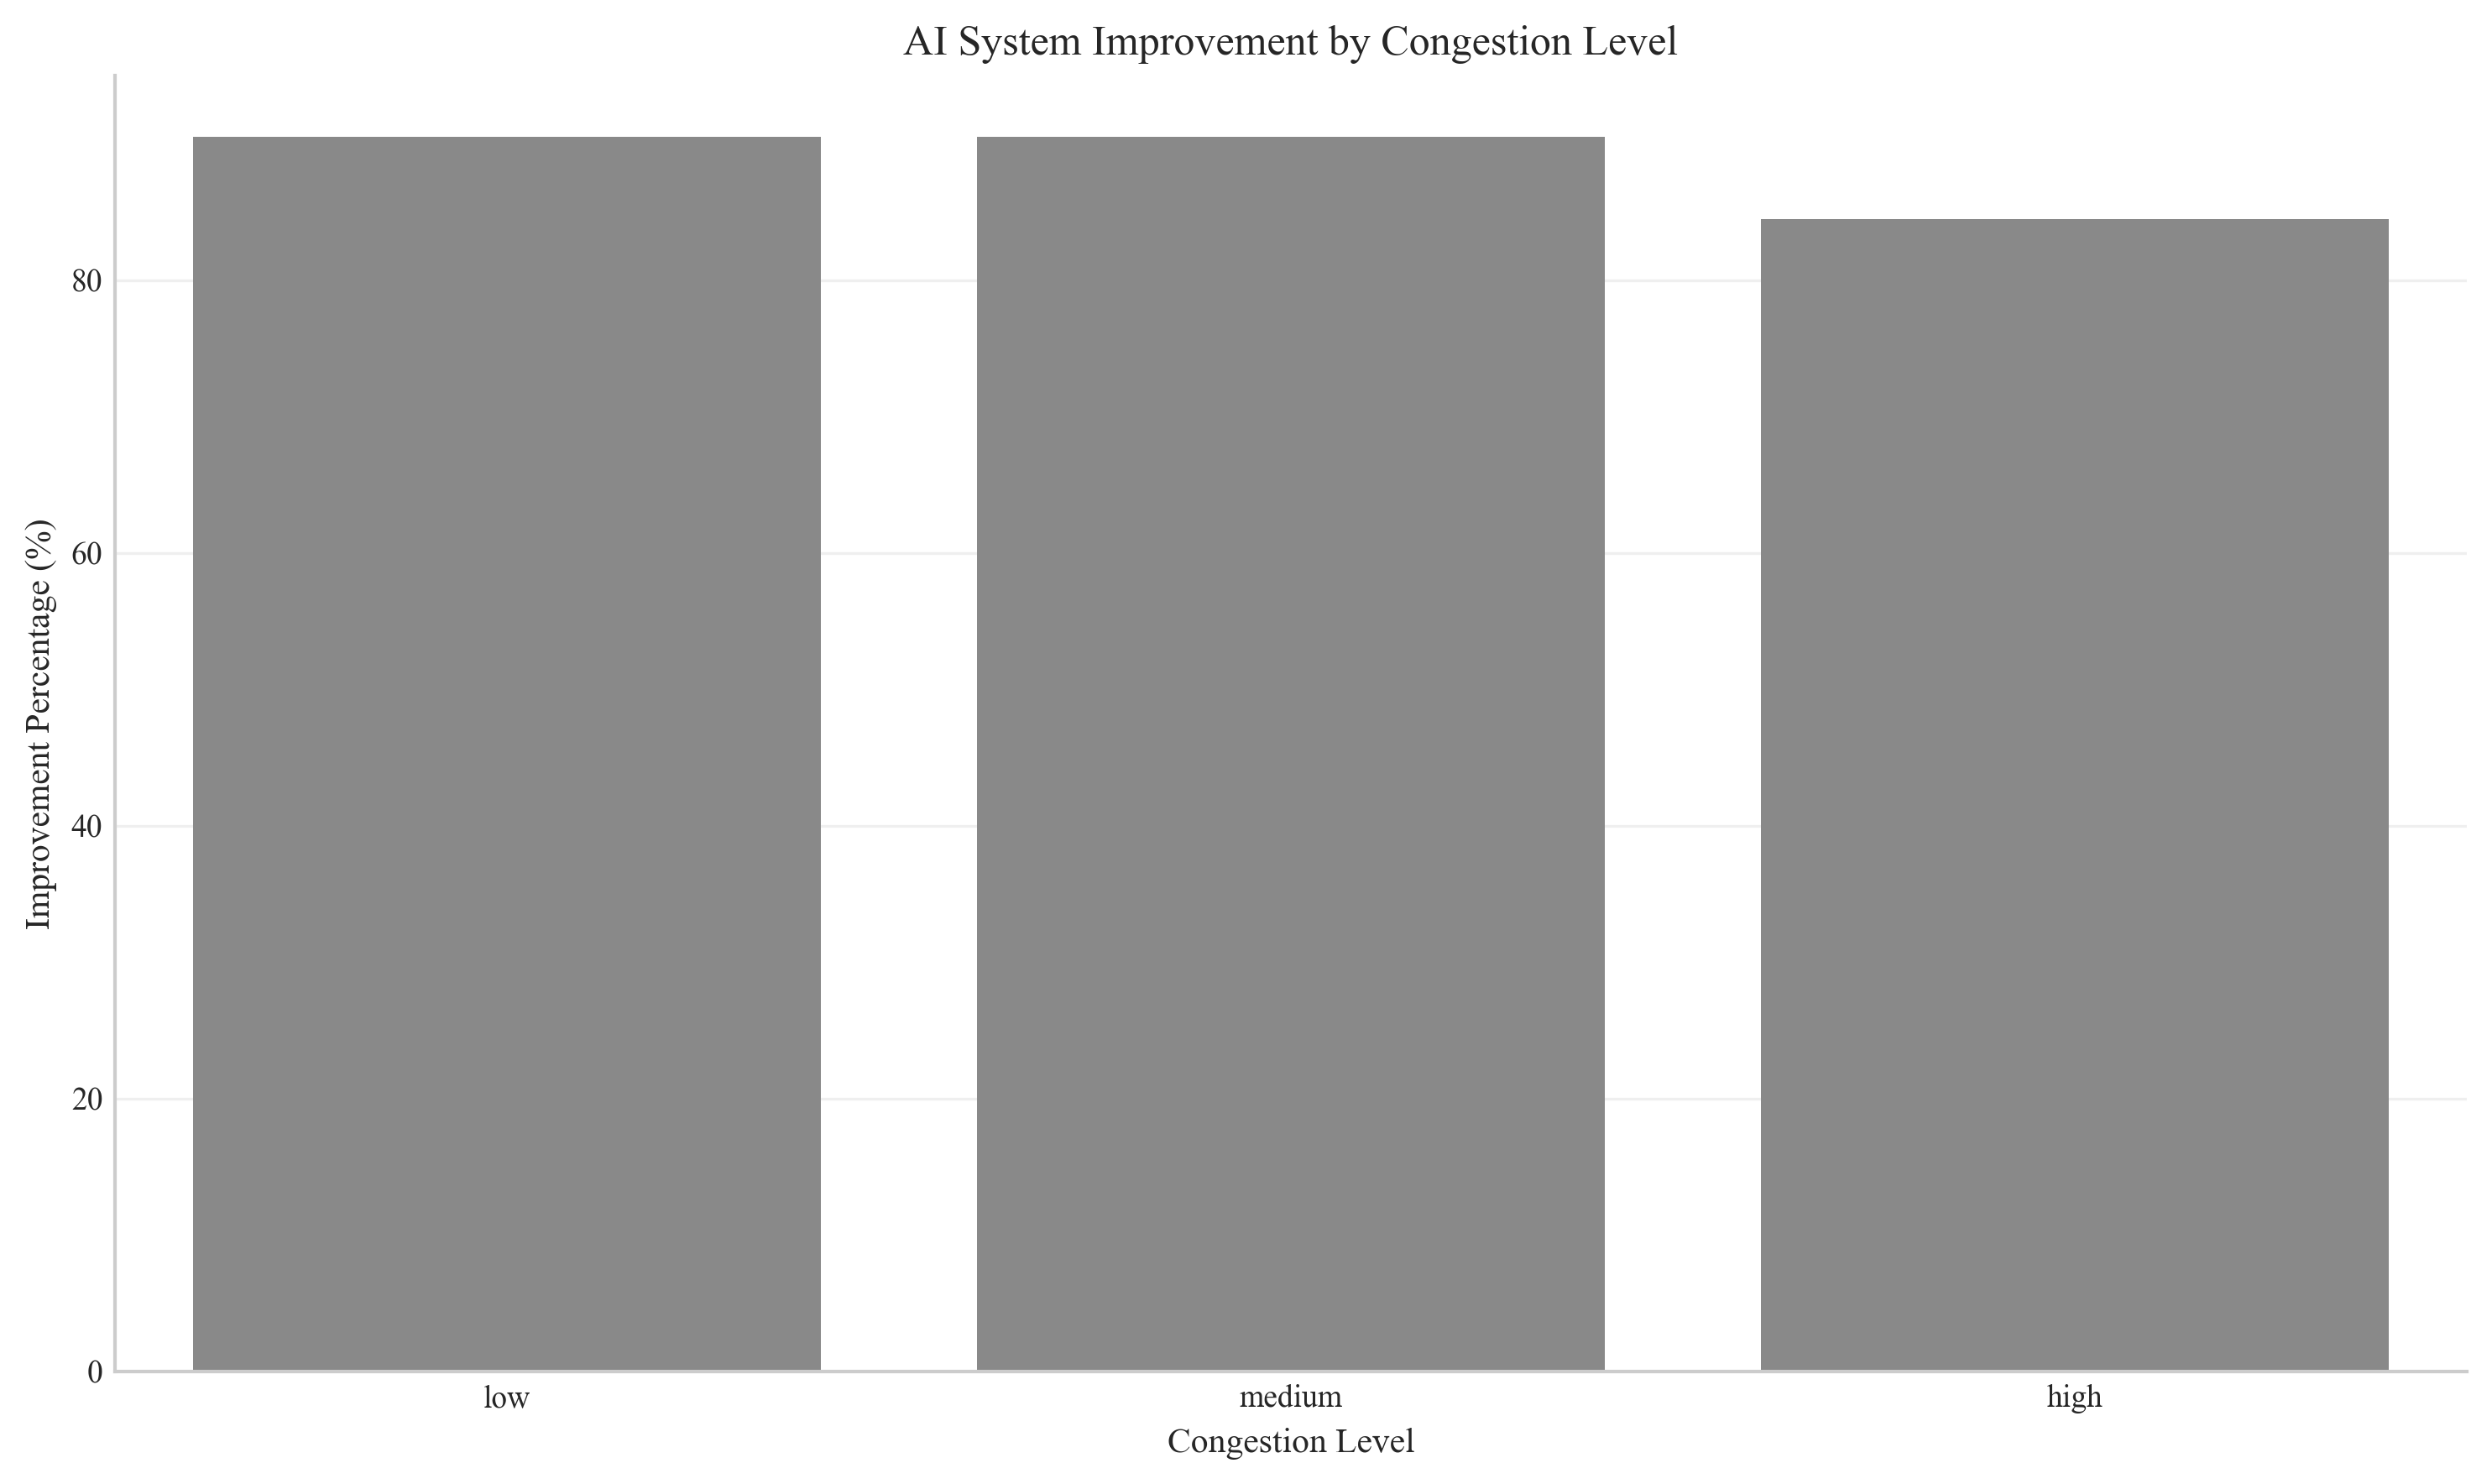 AI System Improvement by Congestion Level
Improvement Percentage (%)
80
60
40
20
0
low medium high
Congestion Level